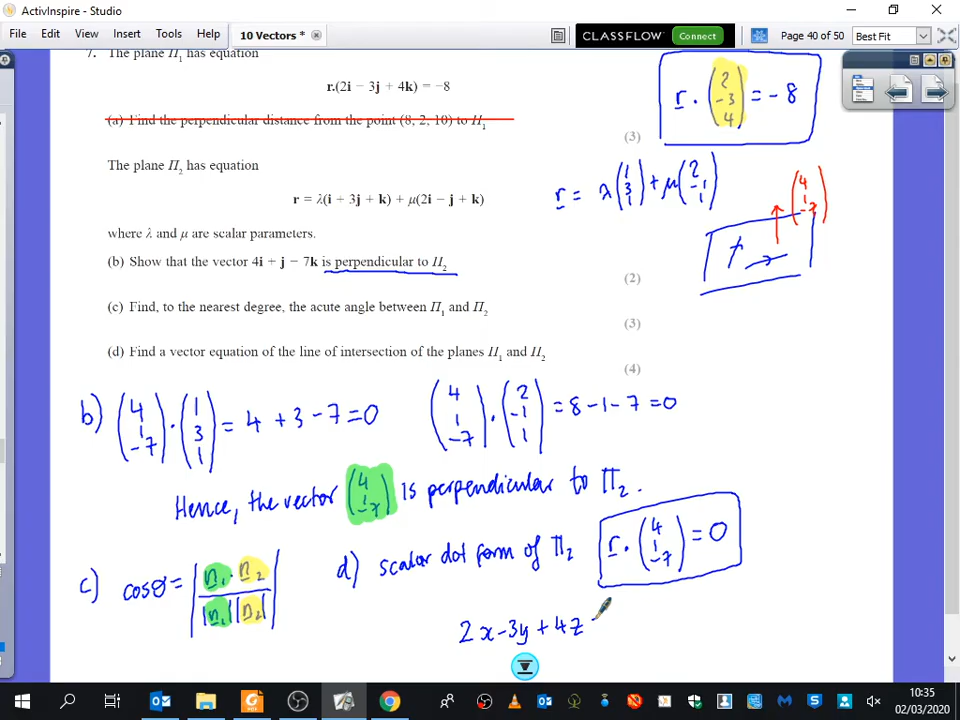 ActivInspire - Studio
File Edit View Insert Tools Help 10 Vectors * CLASSFLOW Connect Page 40 of 50 Best Fit
7. The plane Π₁ has equation
r.(2i − 3j + 4k) = −8
(a) Find the perpendicular distance from the point (8, 2, 10) to Π₁
(3)
The plane Π₂ has equation
r = λ(i + 3j + k) + μ(2i − j + k)
where λ and μ are scalar parameters.
(b) Show that the vector 4i + j − 7k is perpendicular to Π₂
(2)
(c) Find, to the nearest degree, the acute angle between Π₁ and Π₂
(3)
(d) Find a vector equation of the line of intersection of the planes Π₁ and Π₂
(4)
r · (2 -3 4) = -8
r = λ (1 3 1) + μ (2 -1 1)
(4 1 -7)
b) (4 1 -7) · (1 3 1) = 4 + 3 - 7 = 0 (4 1 -7) · (2 -1 1) = 8 - 1 - 7 = 0
Hence, the vector (4 1 -7) is perpendicular to Π₂.
c) cosθ = | n₁ · n₂ / |n₁| |n₂| |
d) scalar dot form of Π₂ r · (4 1 -7) = 0
2x - 3y + 4z
10:35
02/03/2020